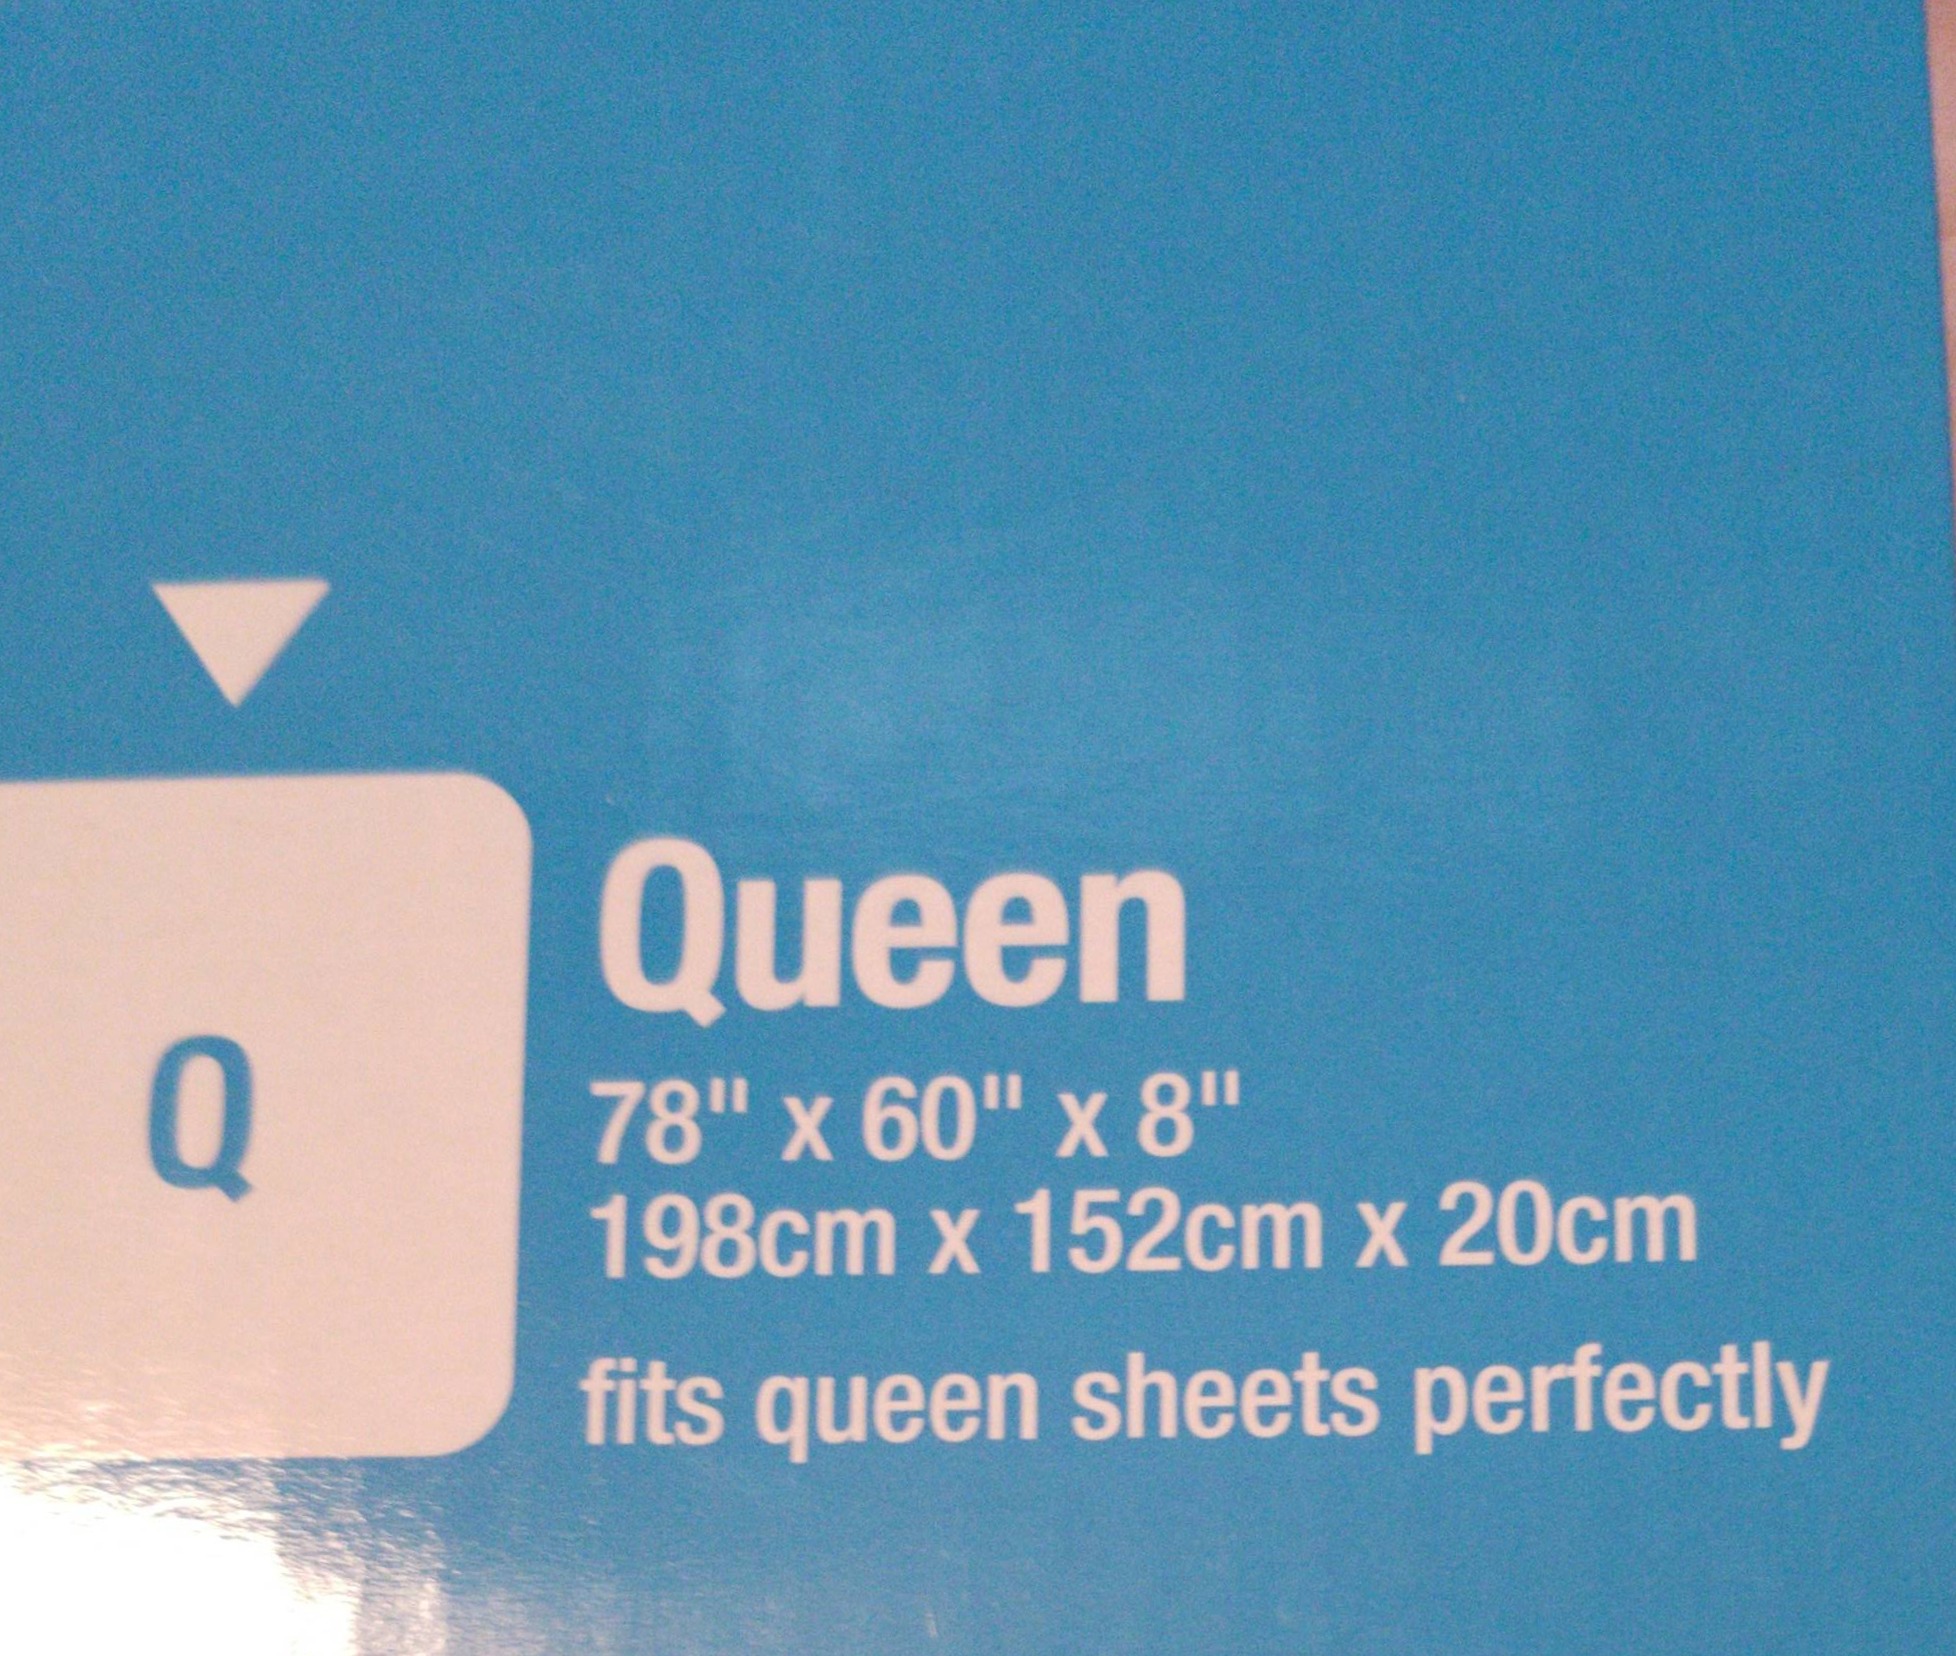 Queen
Q
78" x 60" x 8"
198cm x 152cm x 20cm
fits queen sheets perfectly